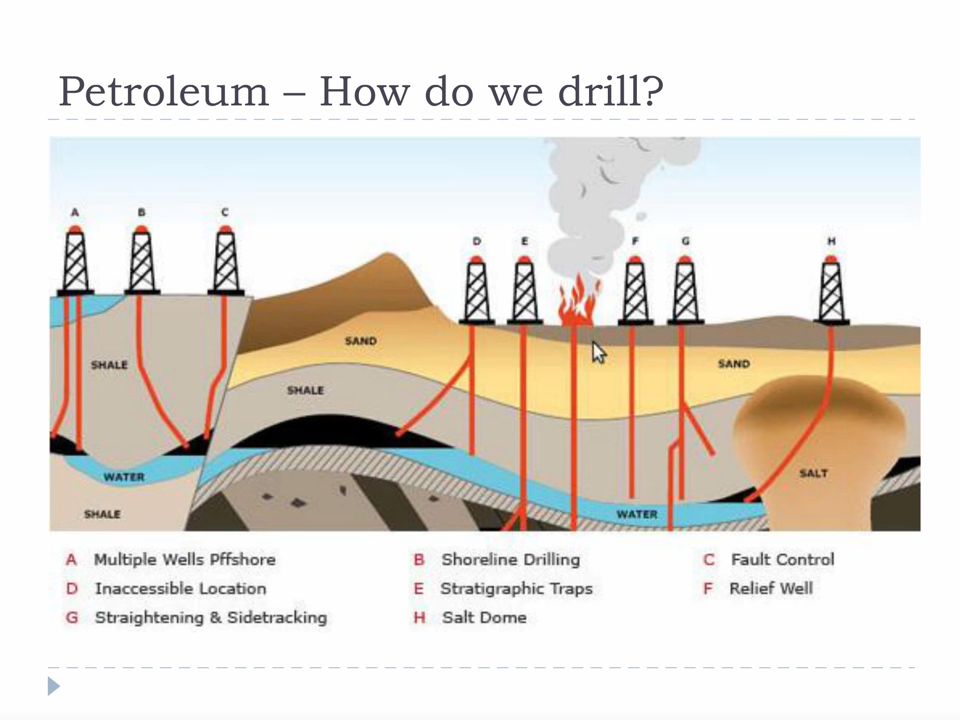 Petroleum – How do we drill?
A B C
D E F G H
SAND
SAND
SHALE
SHALE
SALT
WATER
SHALE
WATER
A Multiple Wells Pffshore B Shoreline Drilling C Fault Control
D Inaccessible Location E Stratigraphic Traps F Relief Well
G Straightening & Sidetracking H Salt Dome